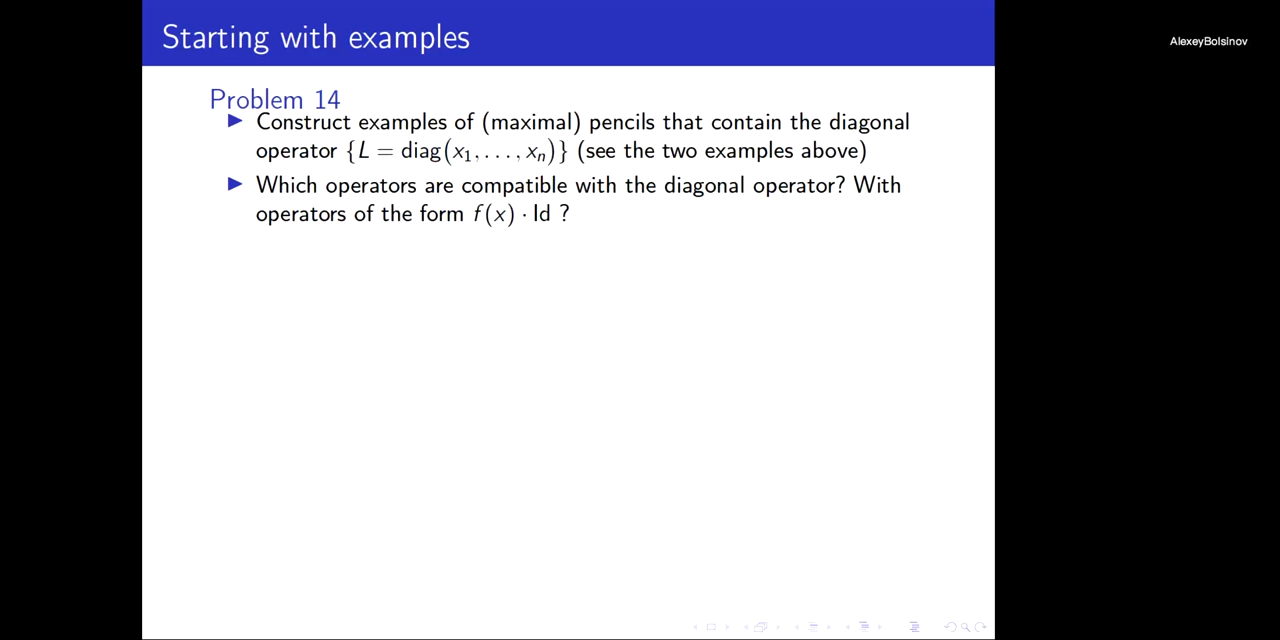 Starting with examples
AlexeyBolsinov
Problem 14
▶ Construct examples of (maximal) pencils that contain the diagonal
operator {L = diag(x₁, . . . , xₙ)} (see the two examples above)
▶ Which operators are compatible with the diagonal operator? With
operators of the form f(x) · Id ?